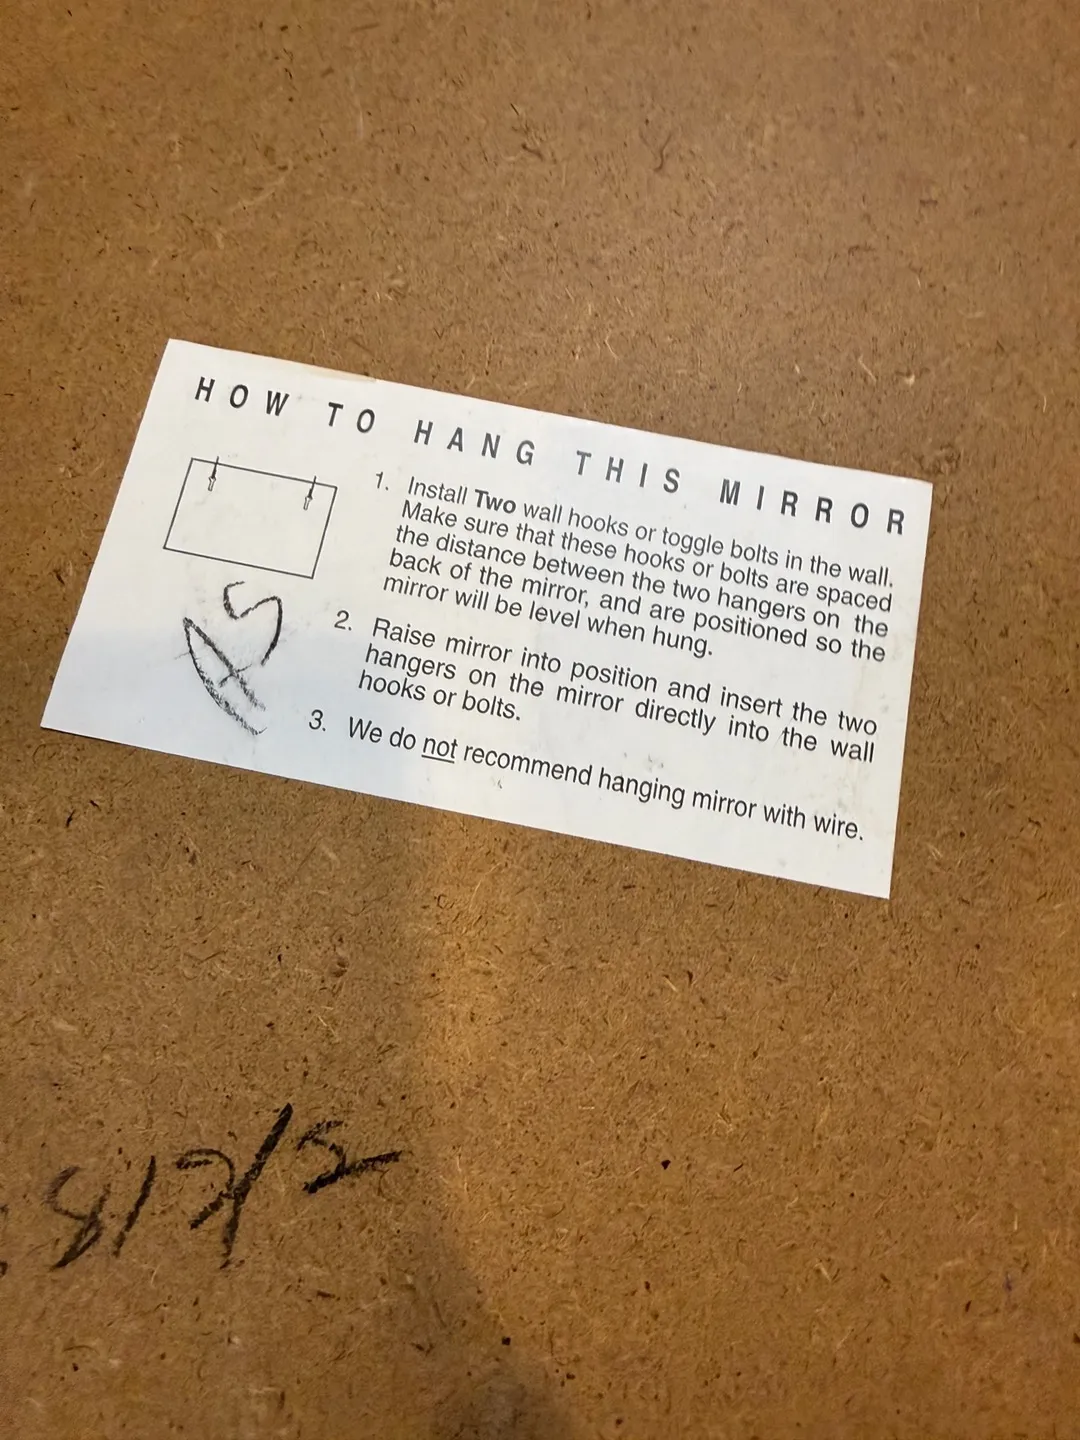 HOW TO HANG THIS MIRROR
1. Install Two wall hooks or toggle bolts in the wall.
Make sure that these hooks or bolts are spaced
the distance between the two hangers on the
back of the mirror, and are positioned so the
mirror will be level when hung.
2. Raise mirror into position and insert the two
hangers on the mirror directly into the wall
hooks or bolts.
3. We do not recommend hanging mirror with wire.